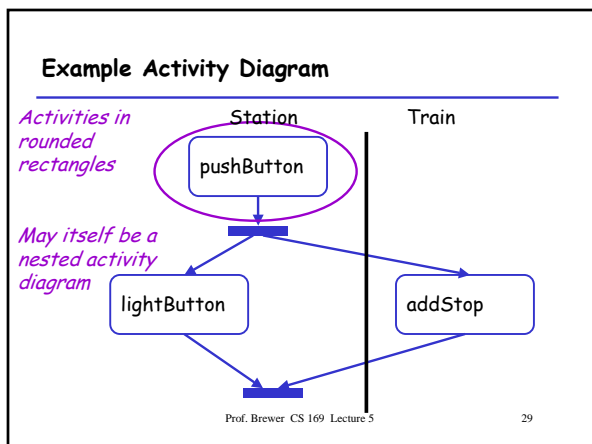 Example Activity Diagram
Activities in
rounded
rectangles
Station
Train
pushButton
May itself be a
nested activity
diagram
lightButton
addStop
Prof. Brewer CS 169 Lecture 5
29